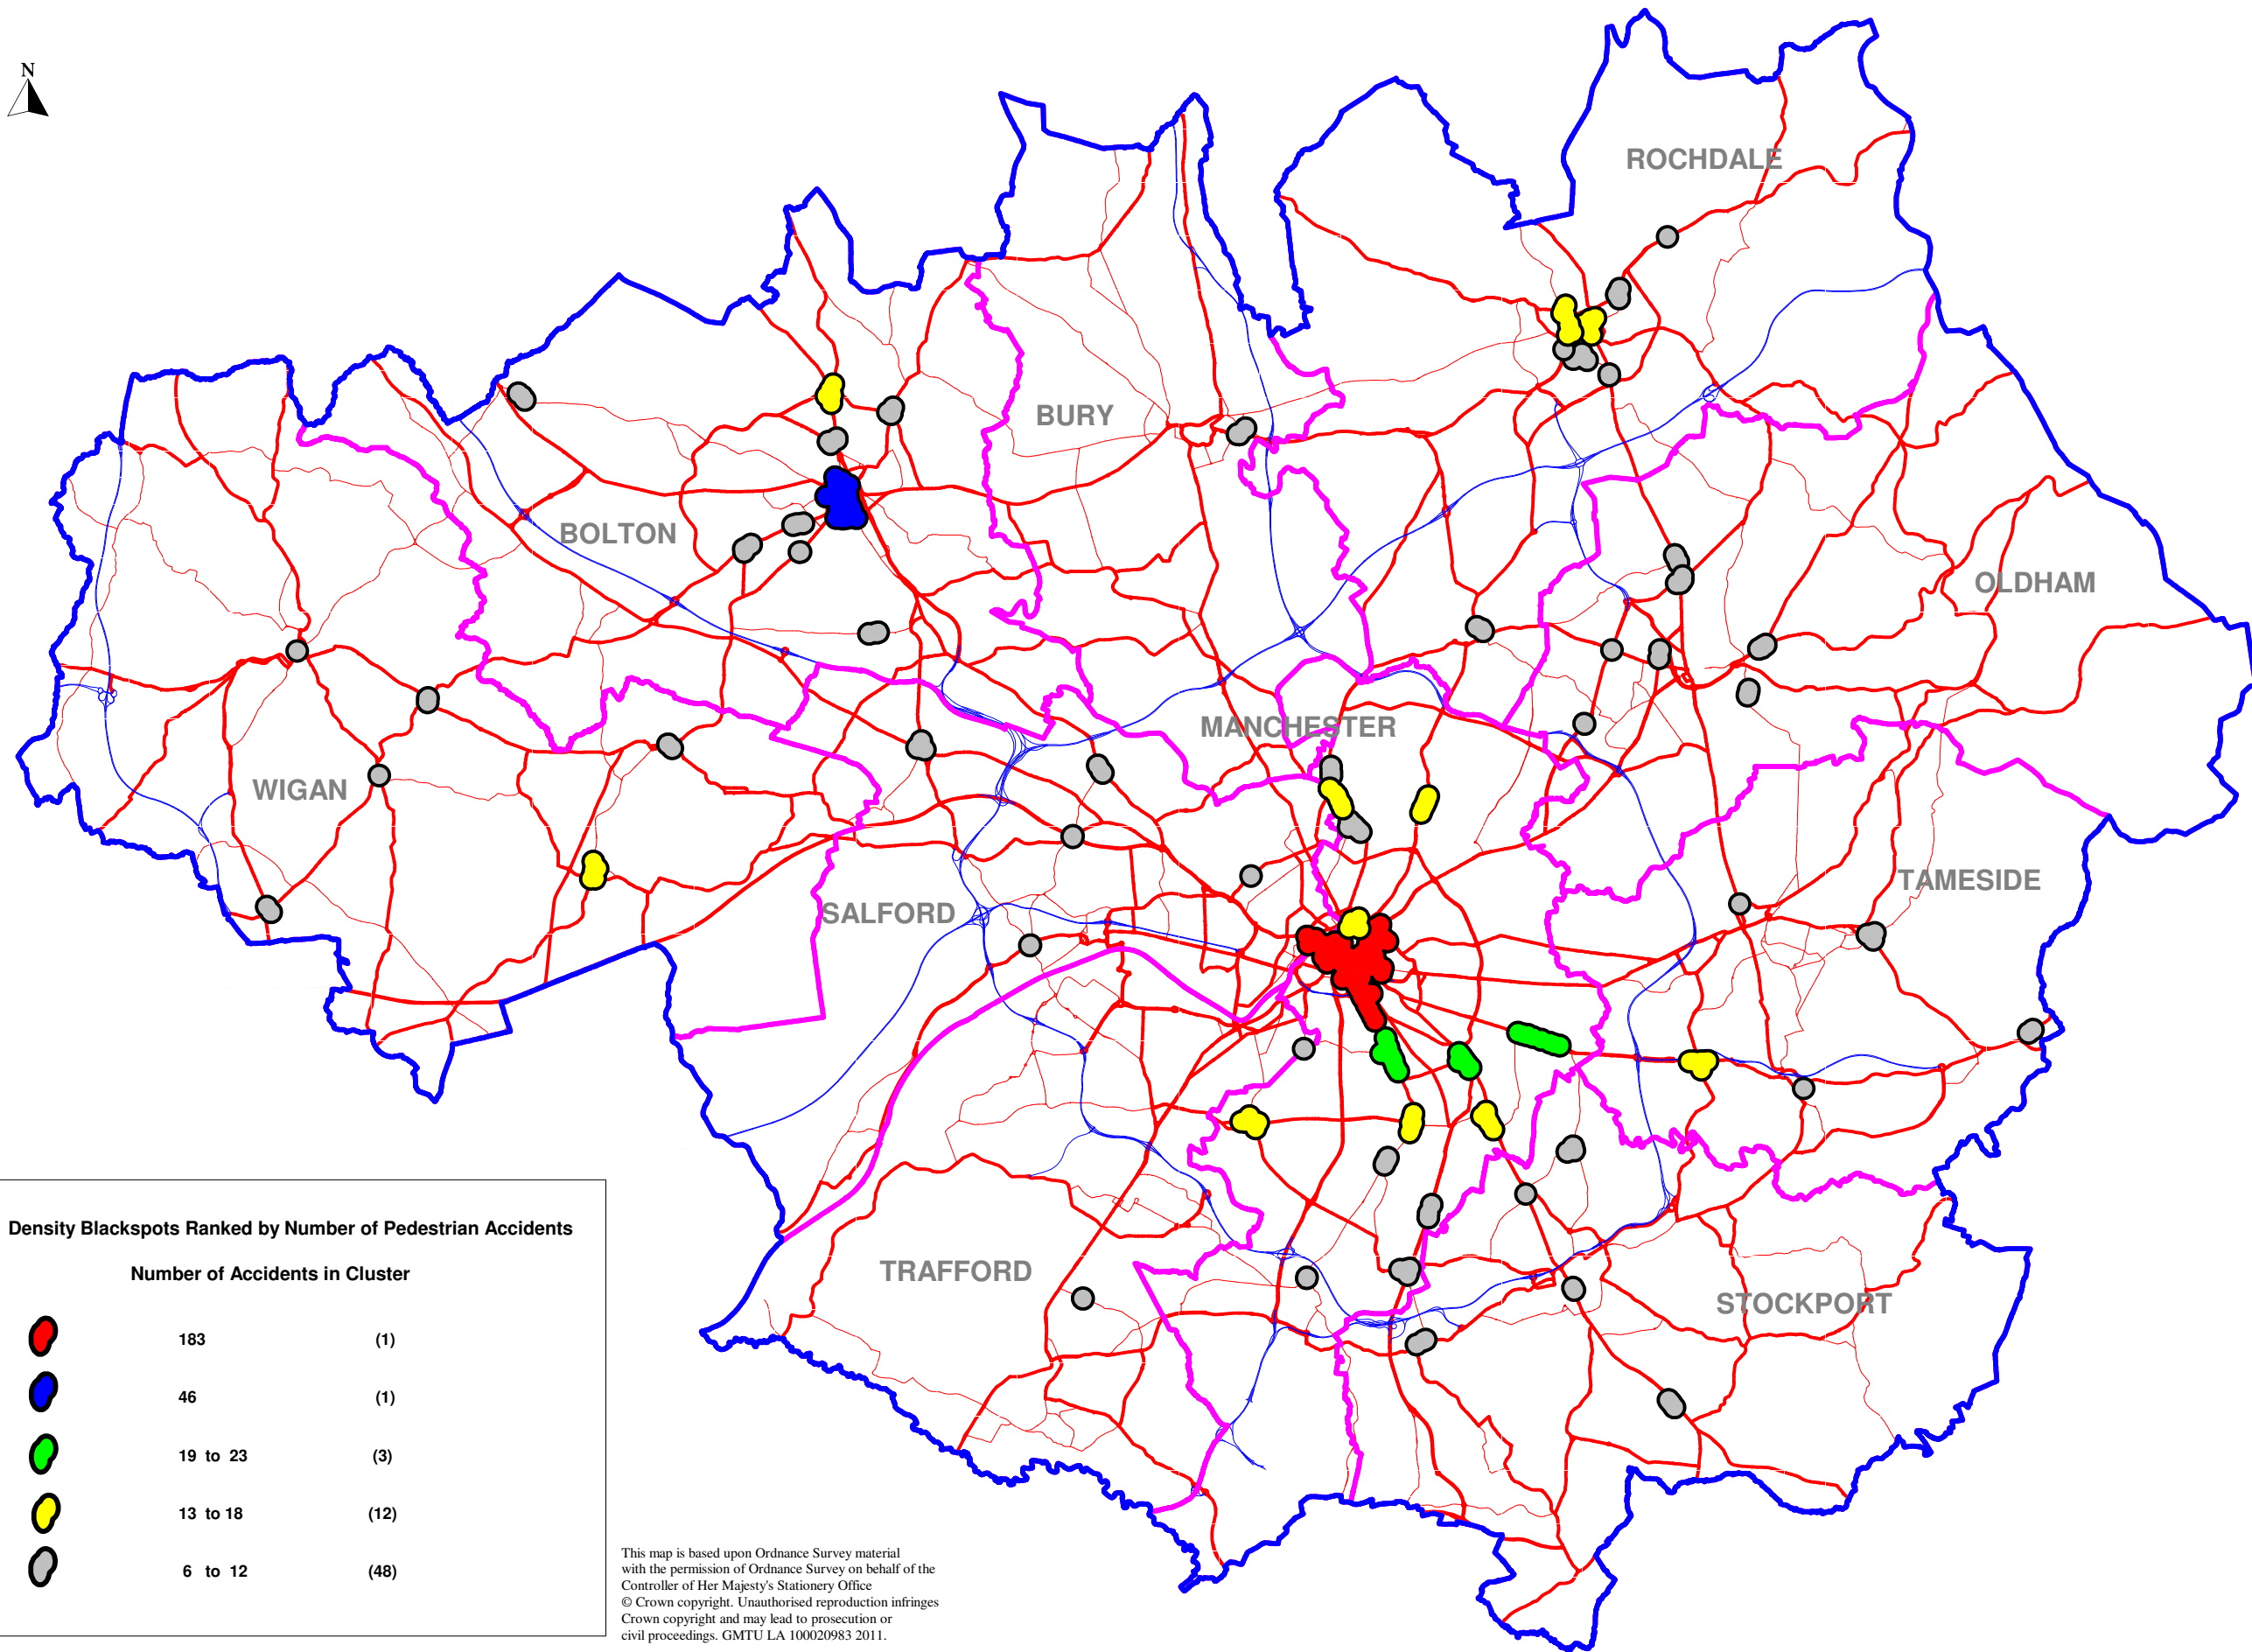 N
ROCHDALE
BURY
BOLTON
OLDHAM
MANCHESTER
WIGAN
TAMESIDE
SALFORD
TRAFFORD
STOCKPORT
Density Blackspots Ranked by Number of Pedestrian Accidents
Number of Accidents in Cluster
183 (1)
46 (1)
19 to 23 (3)
13 to 18 (12)
6 to 12 (48)
This map is based upon Ordnance Survey material
with the permission of Ordnance Survey on behalf of the
Controller of Her Majesty's Stationery Office
© Crown copyright. Unauthorised reproduction infringes
Crown copyright and may lead to prosecution or
civil proceedings. GMTU LA 100020983 2011.